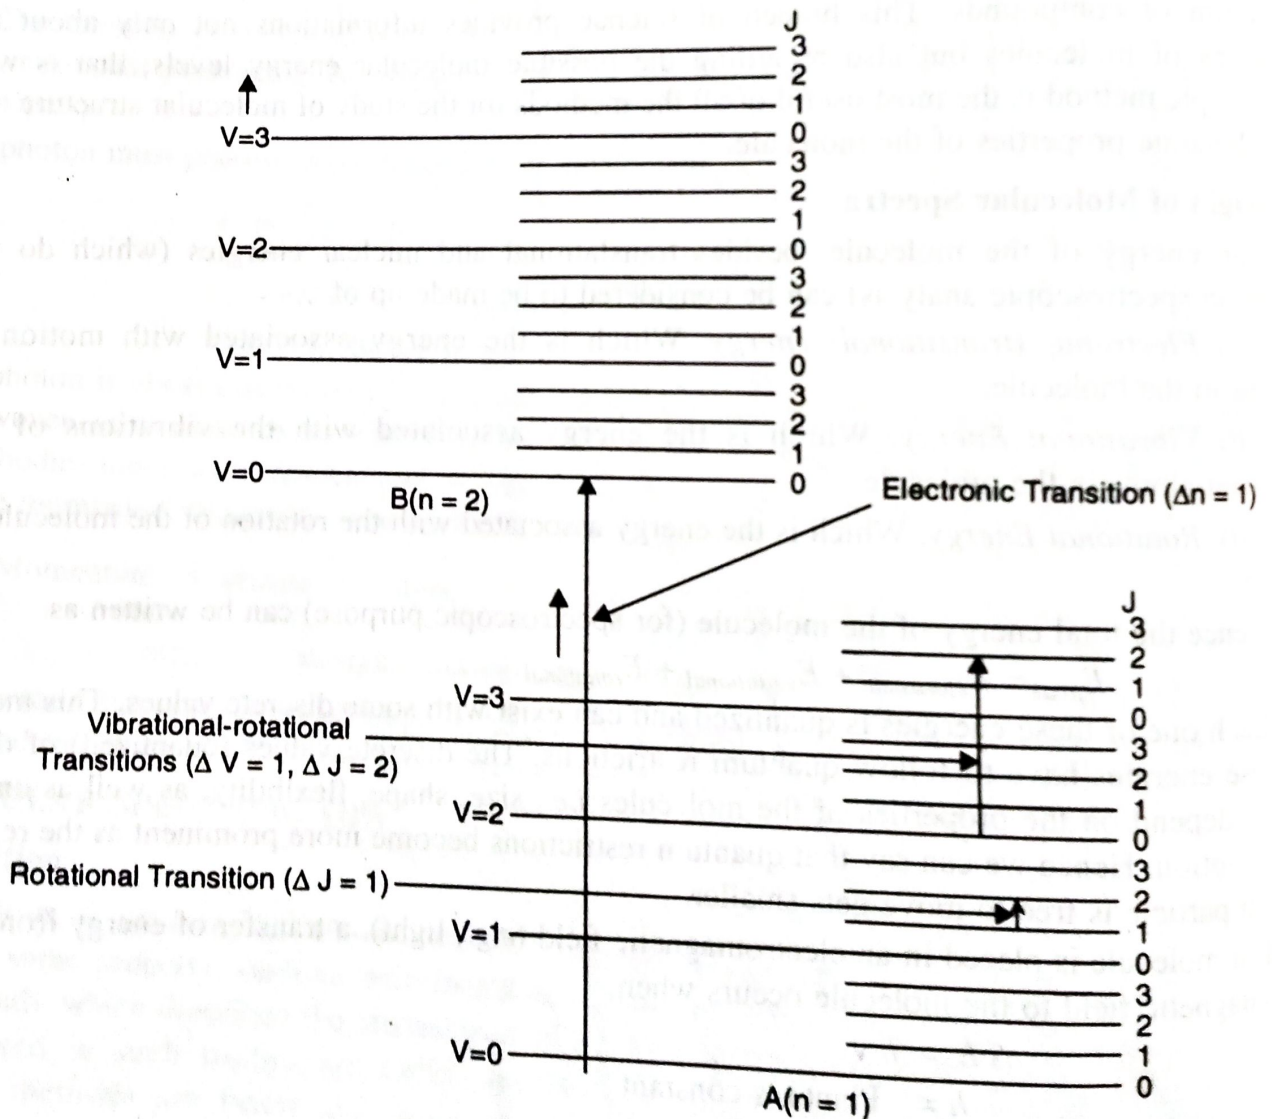 J
3
2
1
V=3 0
3
2
1
V=2 0
3
2
1
V=1 0
3
2
1
V=0 0
B(n = 2)
Electronic Transition (Δn = 1)
J
3
2
1
V=3 0
Vibrational-rotational
Transitions (Δ V = 1, Δ J = 2)
3
2
1
V=2 0
3
Rotational Transition (Δ J = 1)
2
1
V=1 0
3
2
1
V=0 0
A(n = 1)